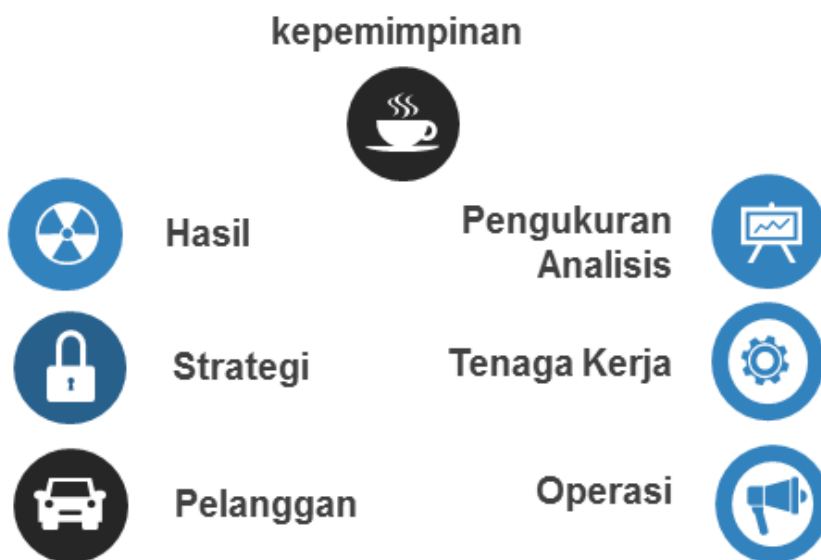 kepemimpinan
Hasil
Pengukuran
Analisis
Strategi
Tenaga Kerja
Pelanggan
Operasi